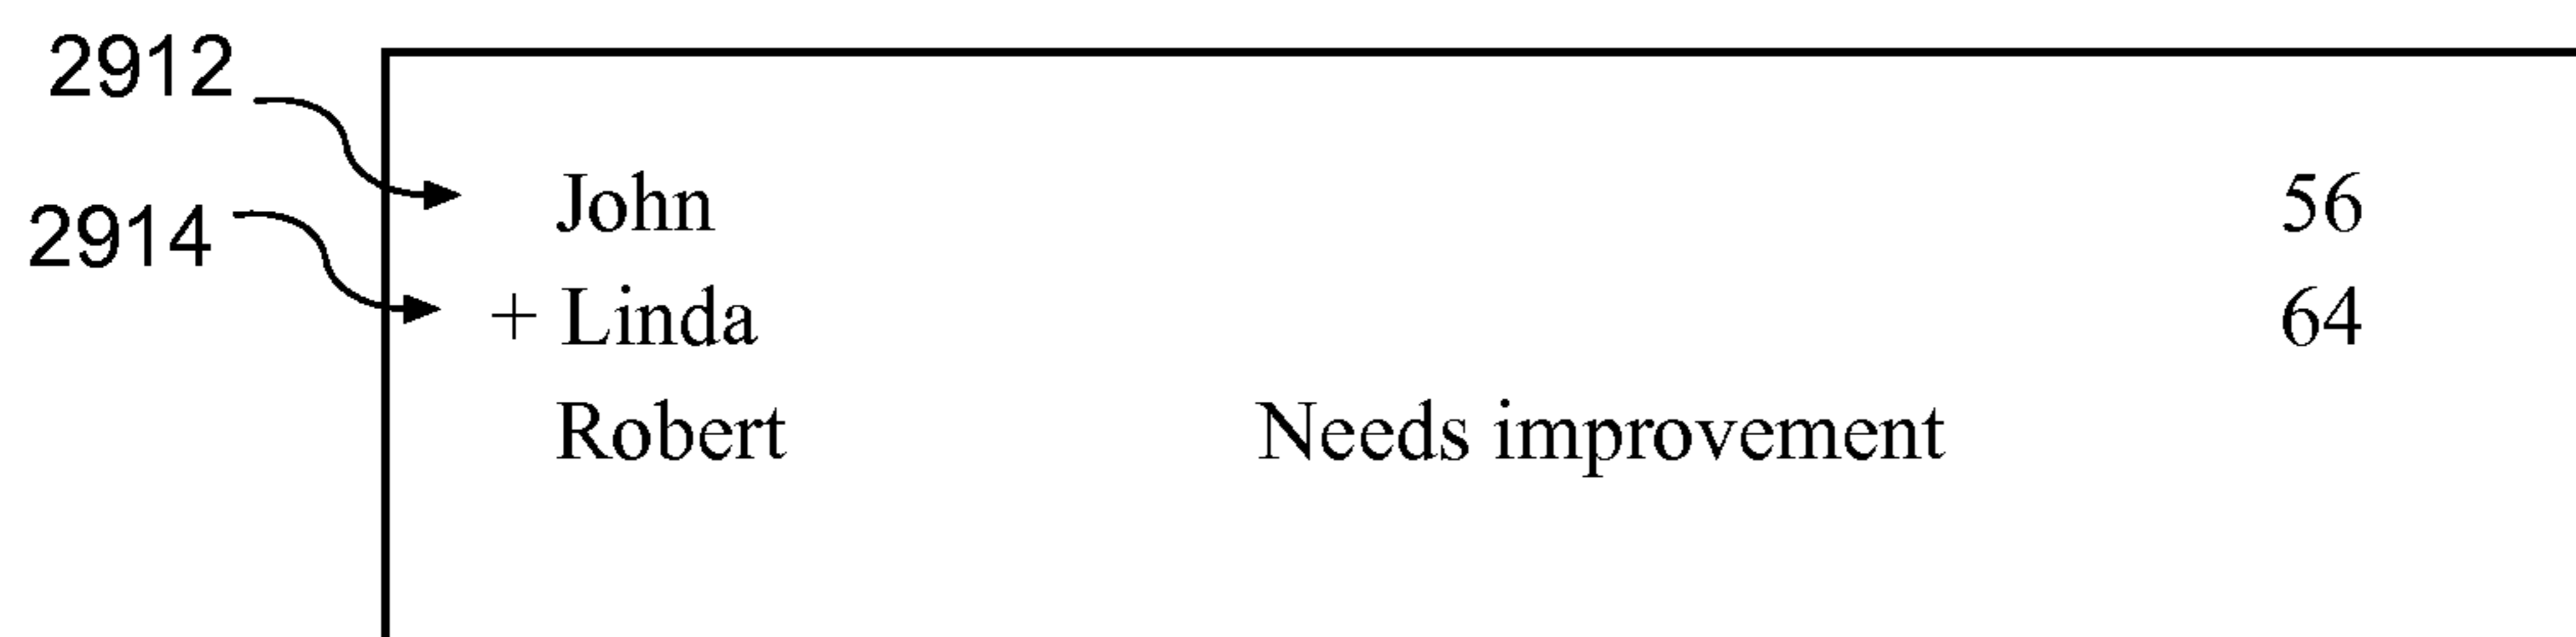 2912
John 56
2914
+ Linda 64
Robert Needs improvement